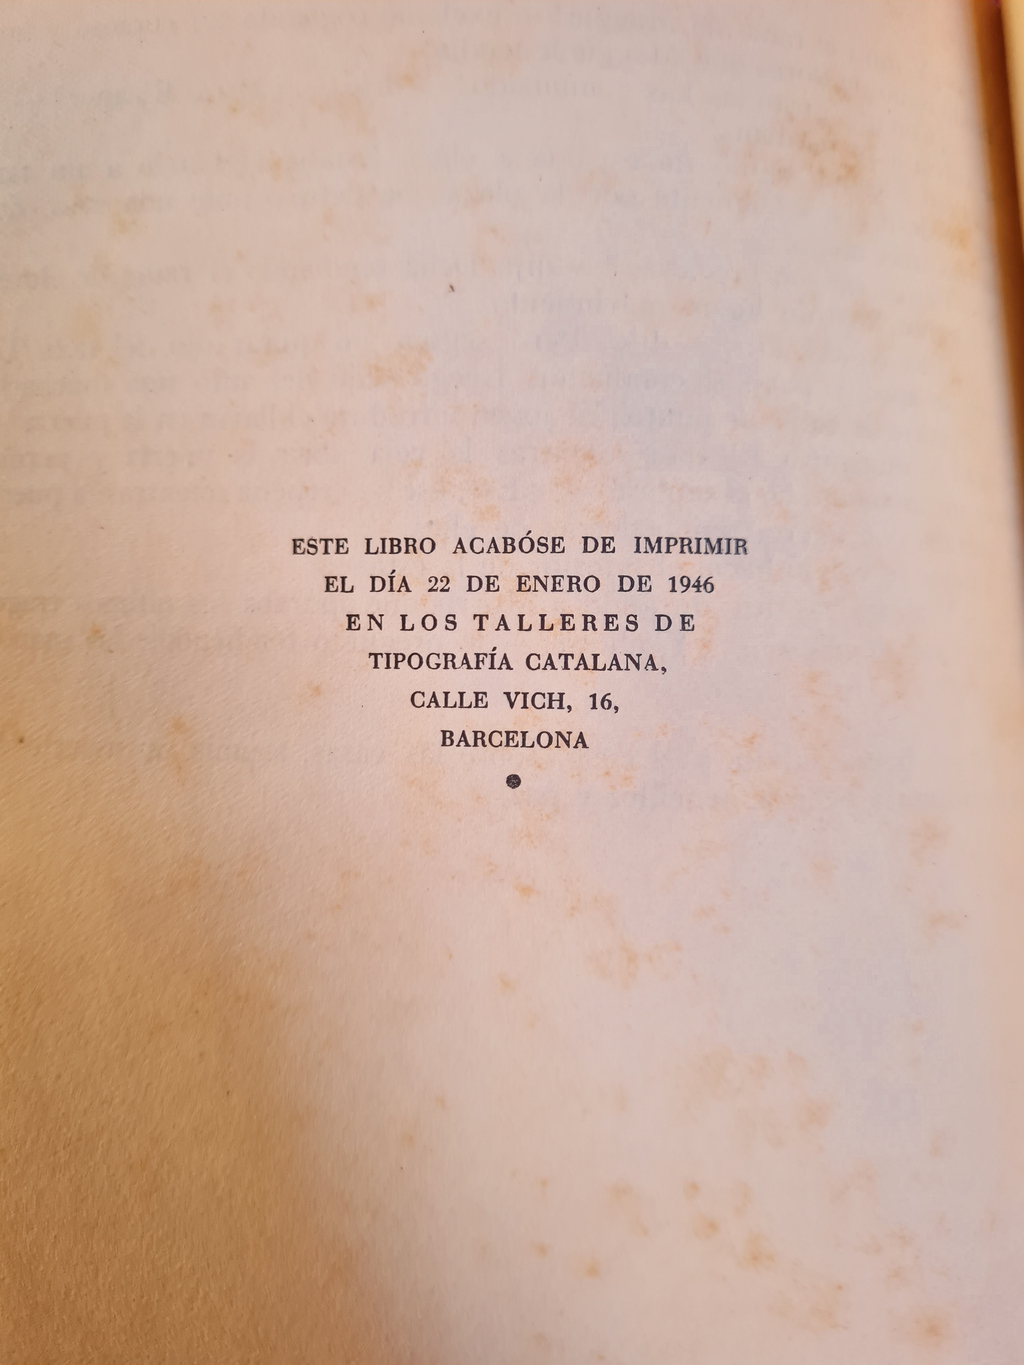 ESTE LIBRO ACABÓSE DE IMPRIMIR
EL DÍA 22 DE ENERO DE 1946
EN LOS TALLERES DE
TIPOGRAFÍA CATALANA,
CALLE VICH, 16,
BARCELONA